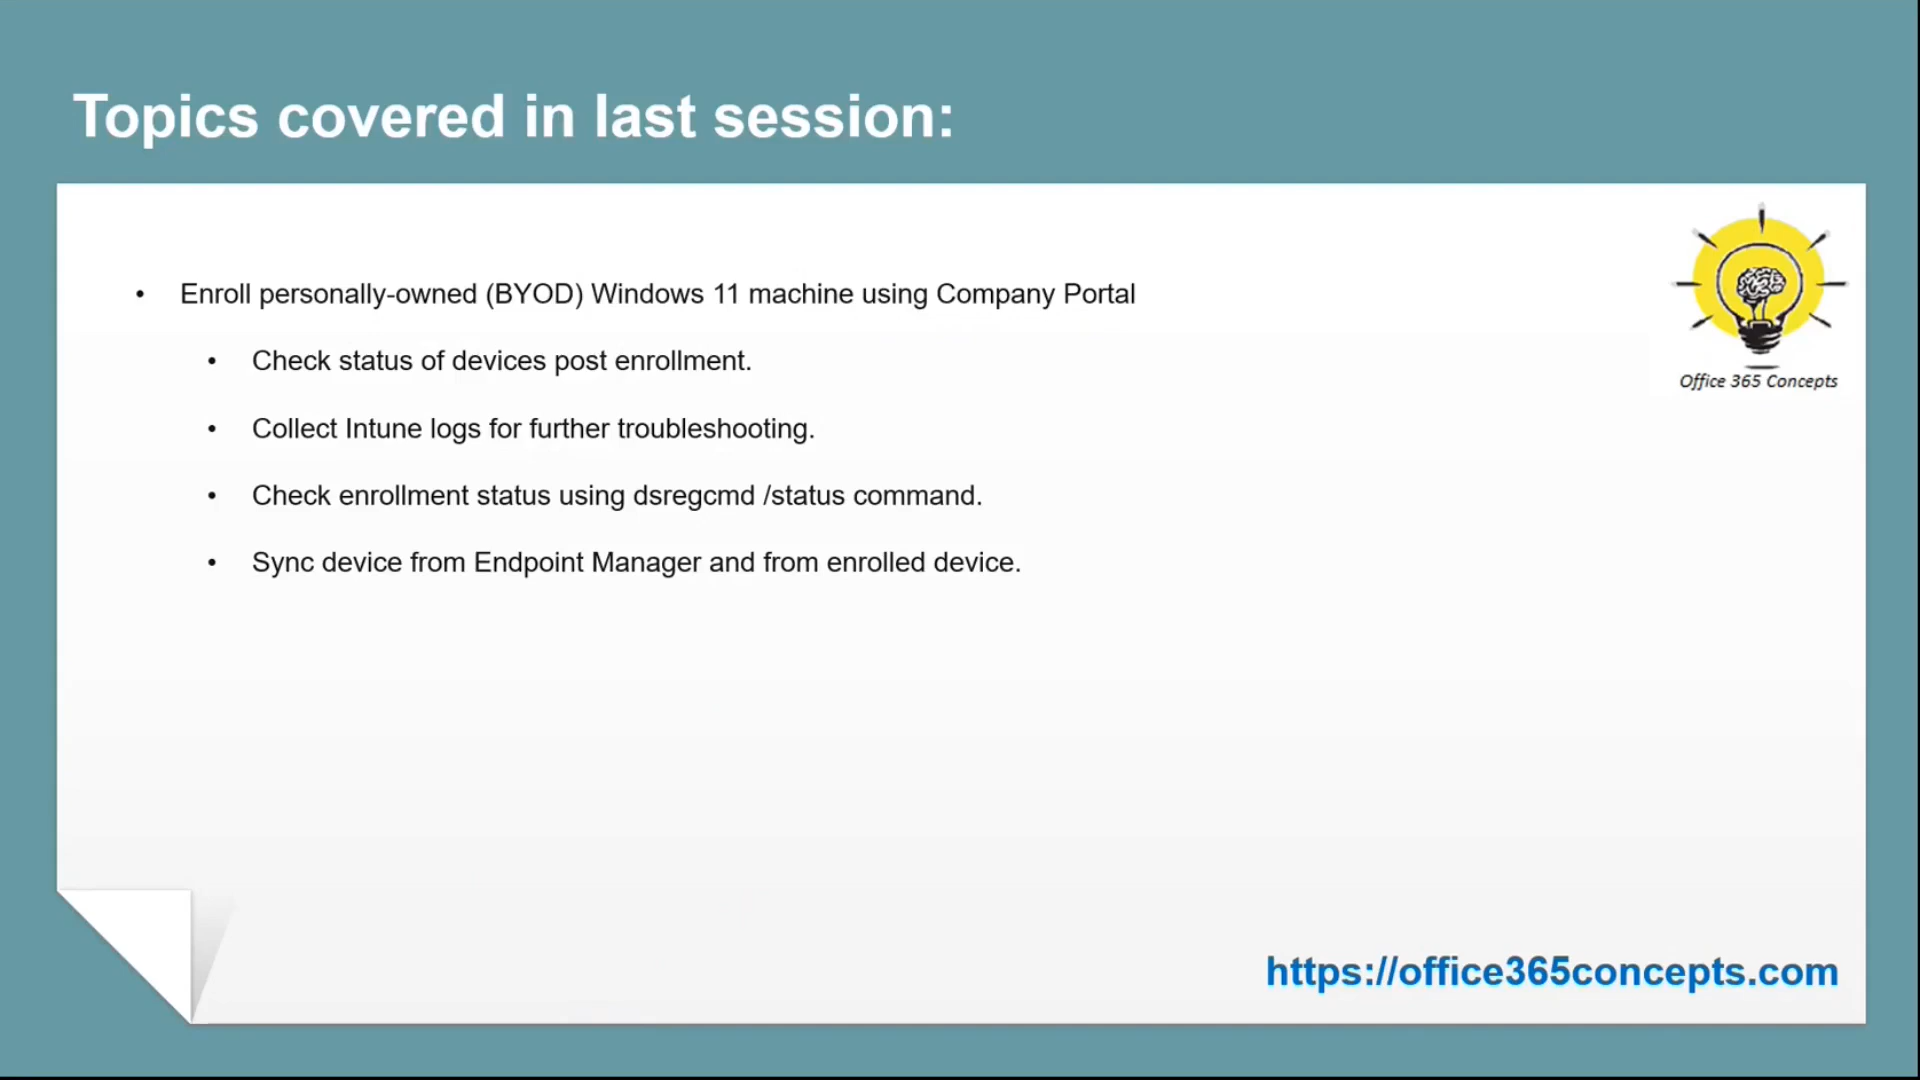 Topics covered in last session:
• Enroll personally-owned (BYOD) Windows 11 machine using Company Portal
• Check status of devices post enrollment.
• Collect Intune logs for further troubleshooting.
• Check enrollment status using dsregcmd /status command.
• Sync device from Endpoint Manager and from enrolled device.
Office 365 Concepts
https://office365concepts.com